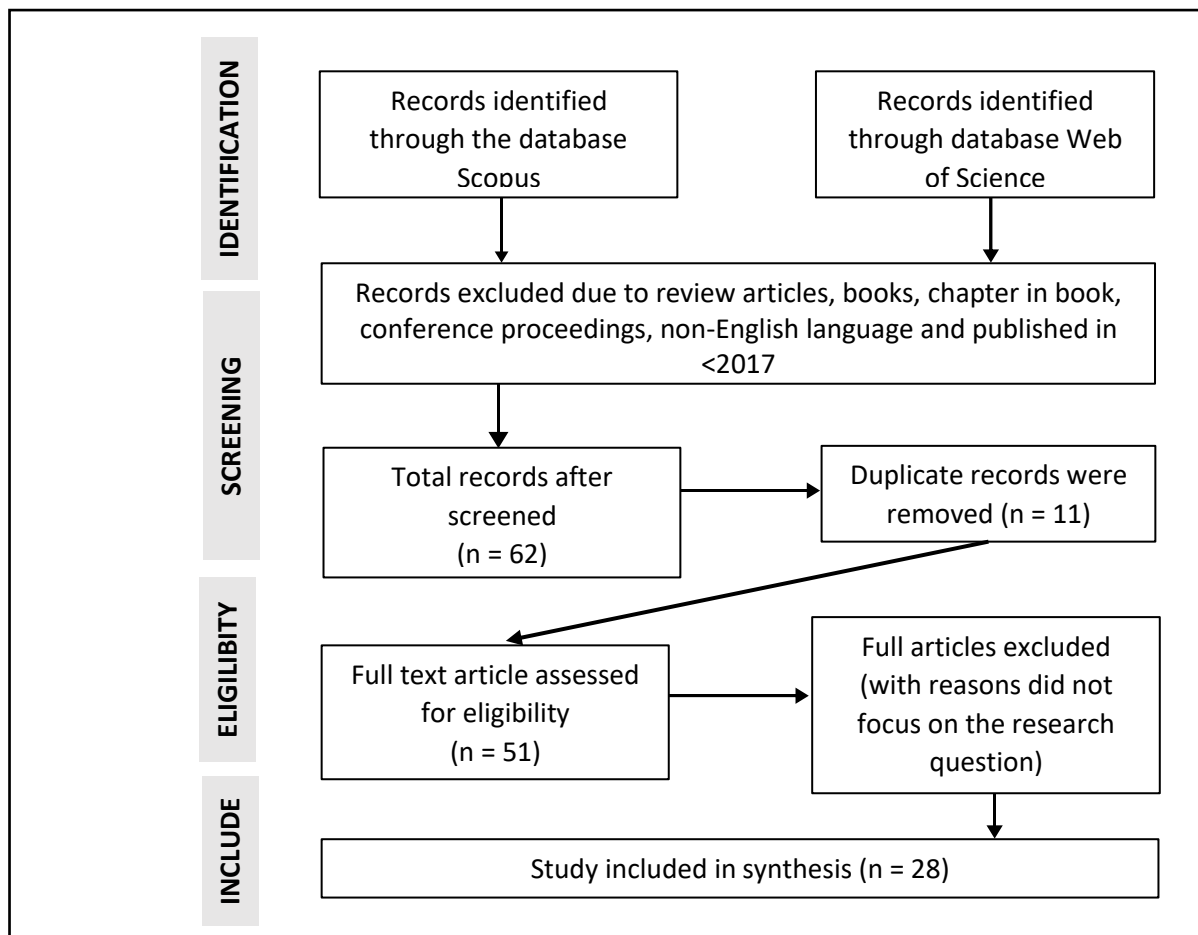 IDENTIFICATION
Records identified
through the database
Scopus
Records identified
through database Web
of Science
SCREENING
Records excluded due to review articles, books, chapter in book,
conference proceedings, non-English language and published in
<2017
Total records after
screened
(n = 62)
Duplicate records were
removed (n = 11)
ELIGILIBITY
Full text article assessed
for eligibility
(n = 51)
Full articles excluded
(with reasons did not
focus on the research
question)
INCLUDE
Study included in synthesis (n = 28)